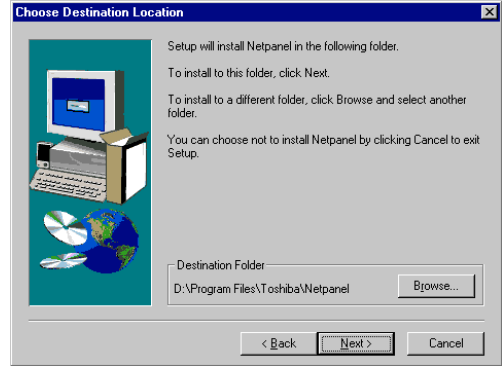 Choose Destination Location
Setup will install Netpanel in the following folder.
To install to this folder, click Next.
To install to a different folder, click Browse and select another
folder.
You can choose not to install Netpanel by clicking Cancel to exit
Setup.
Destination Folder
D:\Program Files\Toshiba\Netpanel
Browse...
< Back
Next >
Cancel